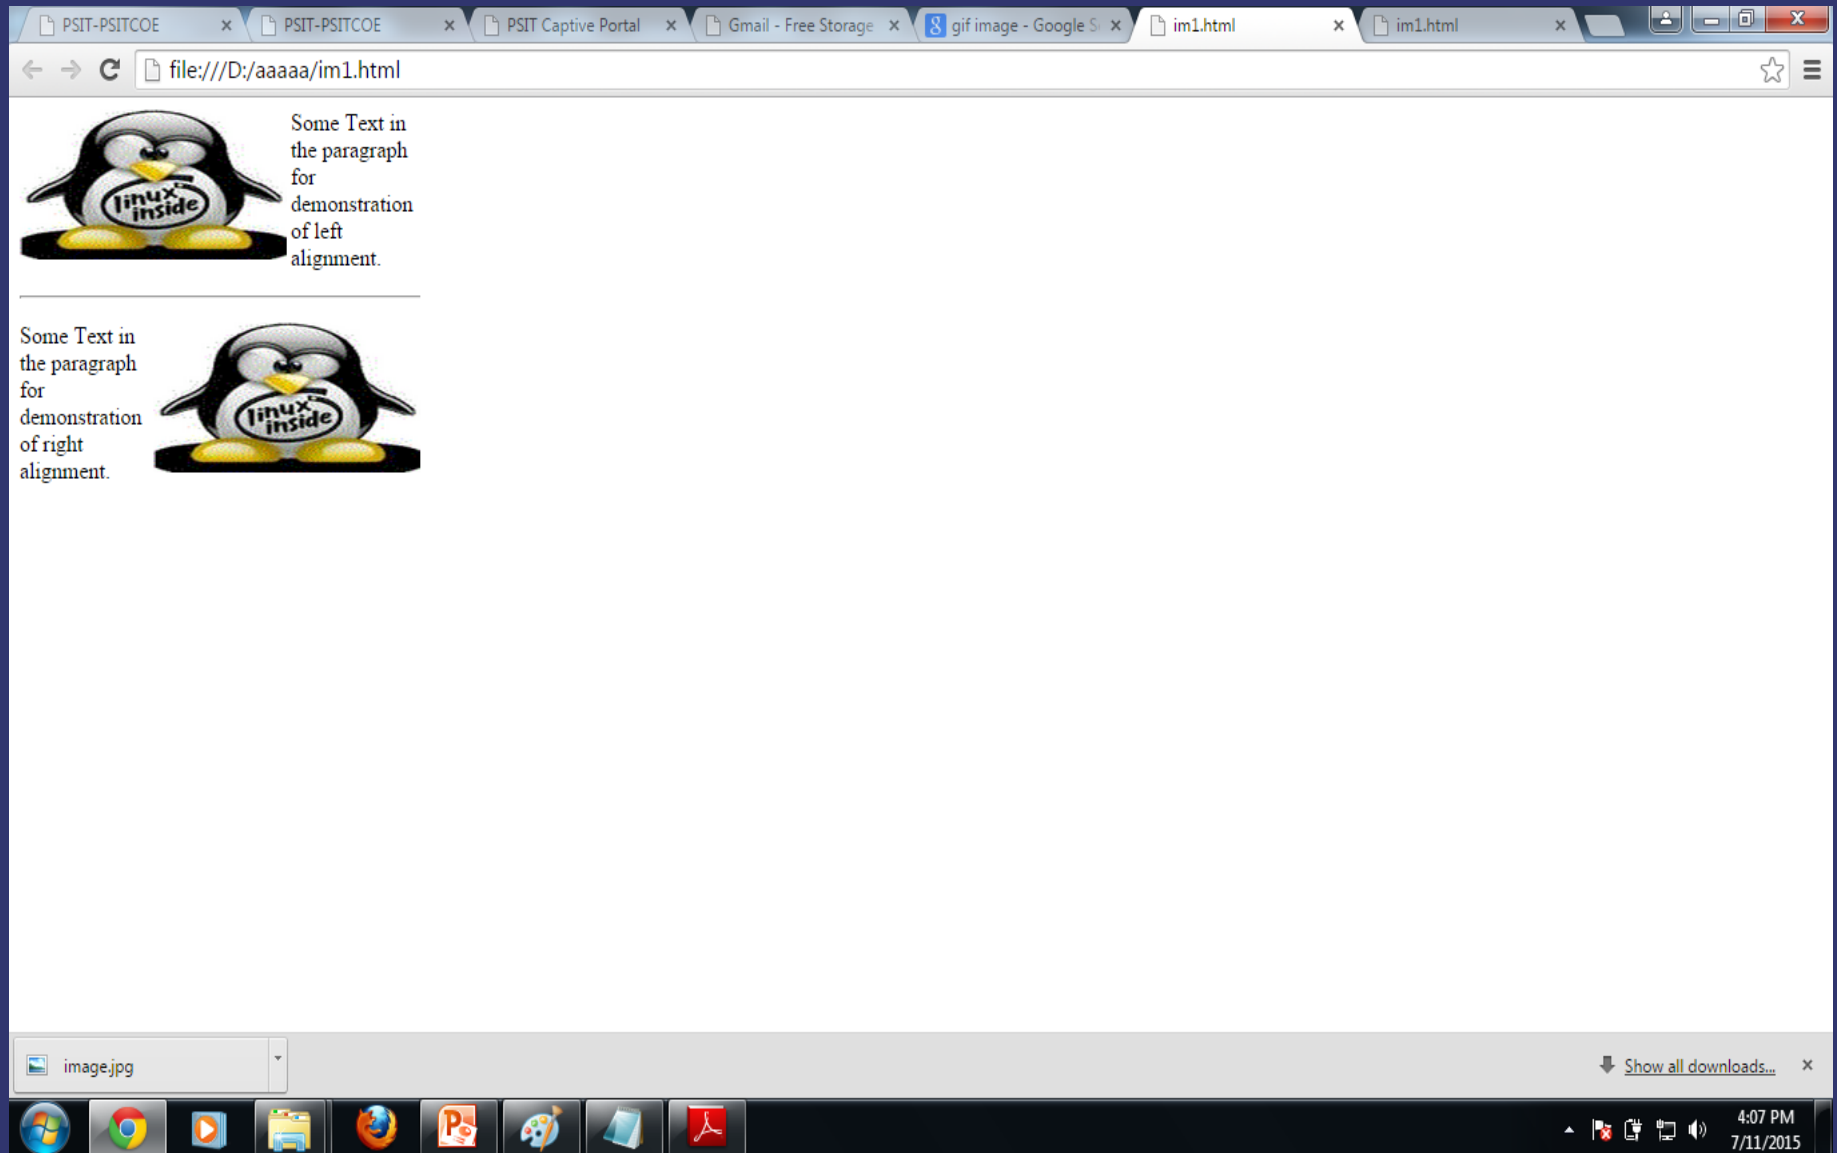 PSIT-PSITCOE
PSIT-PSITCOE
PSIT Captive Portal
Gmail - Free Storage
gif image - Google S
im1.html
im1.html
file:///D:/aaaaa/im1.html
linux
inside
Some Text in
the paragraph
for
demonstration
of left
alignment.
Some Text in
the paragraph
for
demonstration
of right
alignment.
linux
inside
image.jpg
Show all downloads...
4:07 PM
7/11/2015